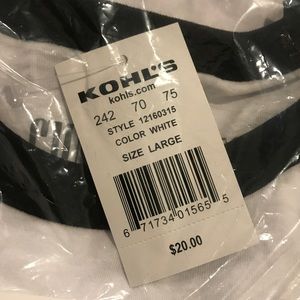 KOHL'S
kohls.com
242 70 75
STYLE 12160315
COLOR WHITE
SIZE LARGE
6 71734 01565 5
$20.00